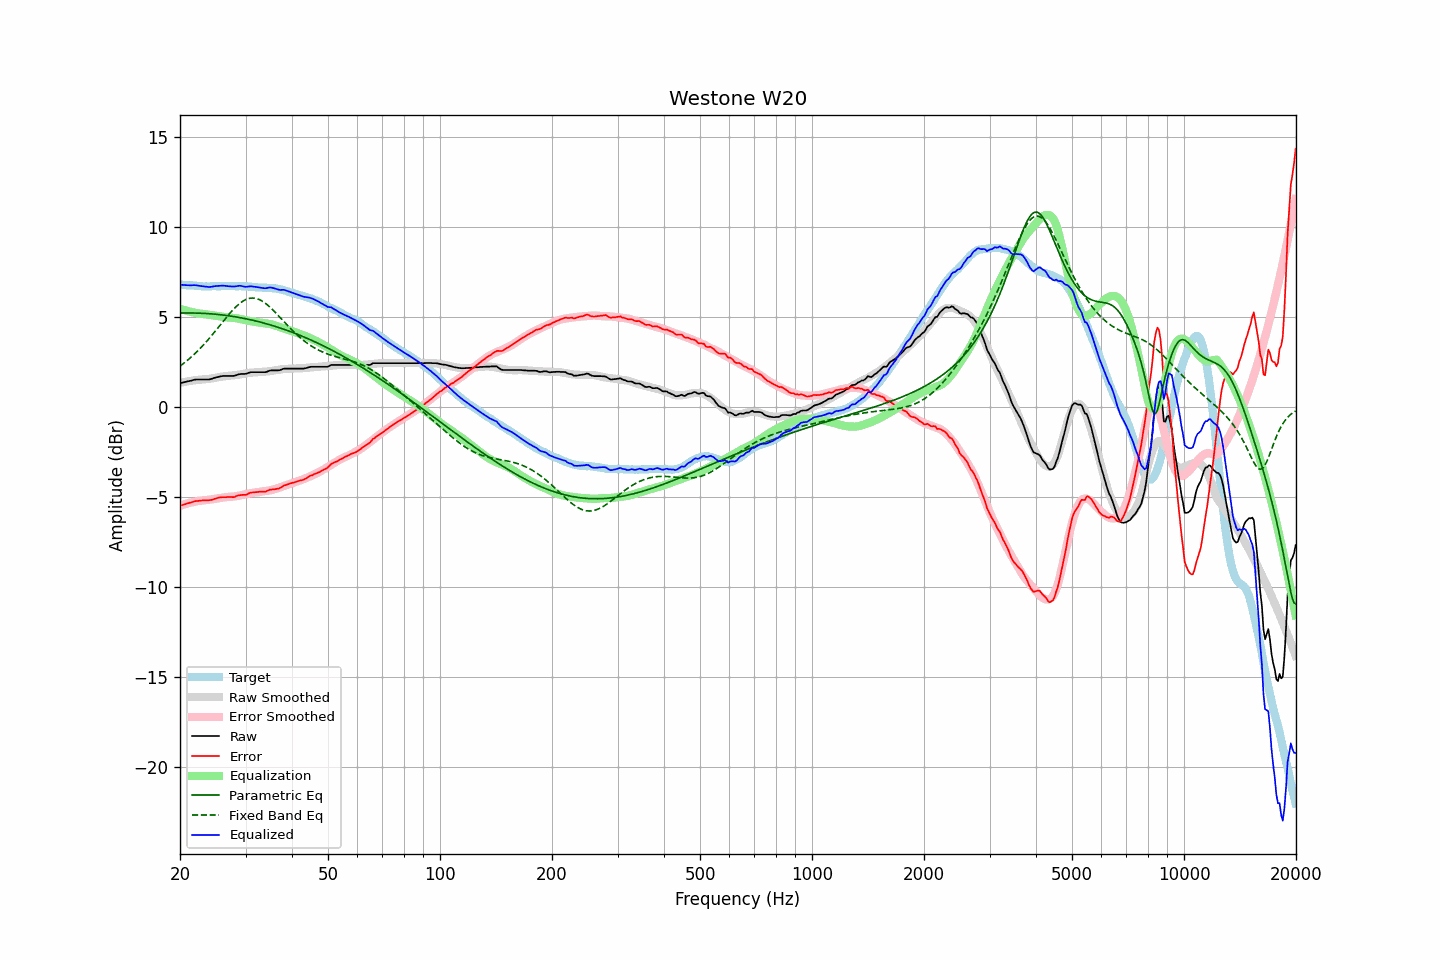 Westone W20
15
10
5
0
−5
−10
−15
−20
Amplitude (dBr)
Target
Raw Smoothed
Error Smoothed
Raw
Error
Equalization
Parametric Eq
Fixed Band Eq
Equalized
20 50 100 200 500 1000 2000 5000 10000 20000
Frequency (Hz)